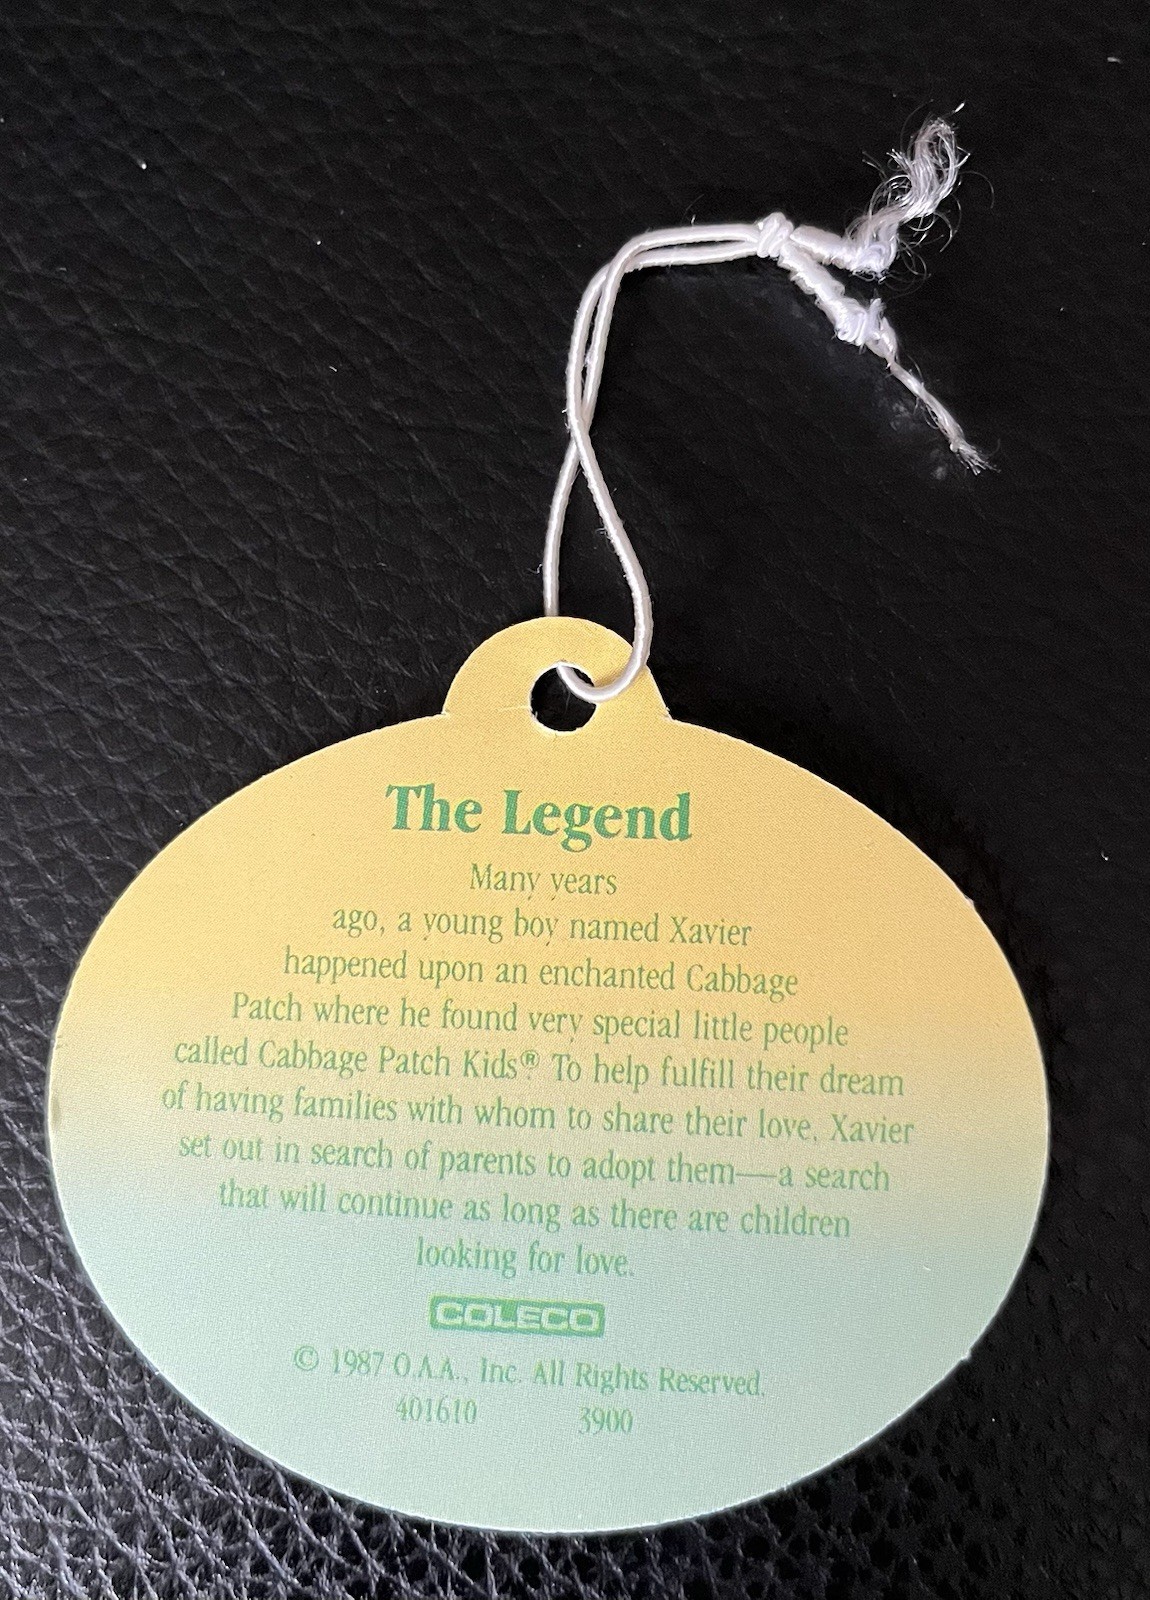 The Legend
Many years
ago, a young boy named Xavier
happened upon an enchanted Cabbage
Patch where he found very special little people
called Cabbage Patch Kids®. To help fulfill their dream
of having families with whom to share their love, Xavier
set out in search of parents to adopt them—a search
that will continue as long as there are children
looking for love.
COLECO
© 1987 O.A.A., Inc. All Rights Reserved.
401610 3900